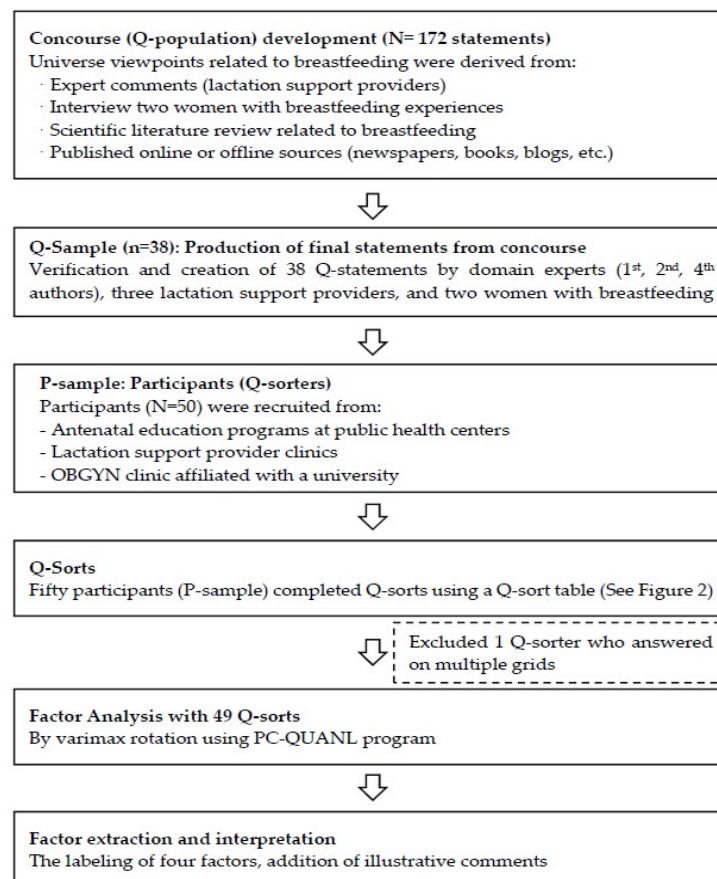 Concourse (Q-population) development (N= 172 statements)
Universe viewpoints related to breastfeeding were derived from:
· Expert comments (lactation support providers)
· Interview two women with breastfeeding experiences
· Scientific literature review related to breastfeeding
· Published online or offline sources (newspapers, books, blogs, etc.)
Q-Sample (n=38): Production of final statements from concourse
Verification and creation of 38 Q-statements by domain experts (1st, 2nd, 4th
authors), three lactation support providers, and two women with breastfeeding
P-sample: Participants (Q-sorters)
Participants (N=50) were recruited from:
- Antenatal education programs at public health centers
- Lactation support provider clinics
- OBGYN clinic affiliated with a university
Q-Sorts
Fifty participants (P-sample) completed Q-sorts using a Q-sort table (See Figure 2)
Excluded 1 Q-sorter who answered
on multiple grids
Factor Analysis with 49 Q-sorts
By varimax rotation using PC-QUANL program
Factor extraction and interpretation
The labeling of four factors, addition of illustrative comments